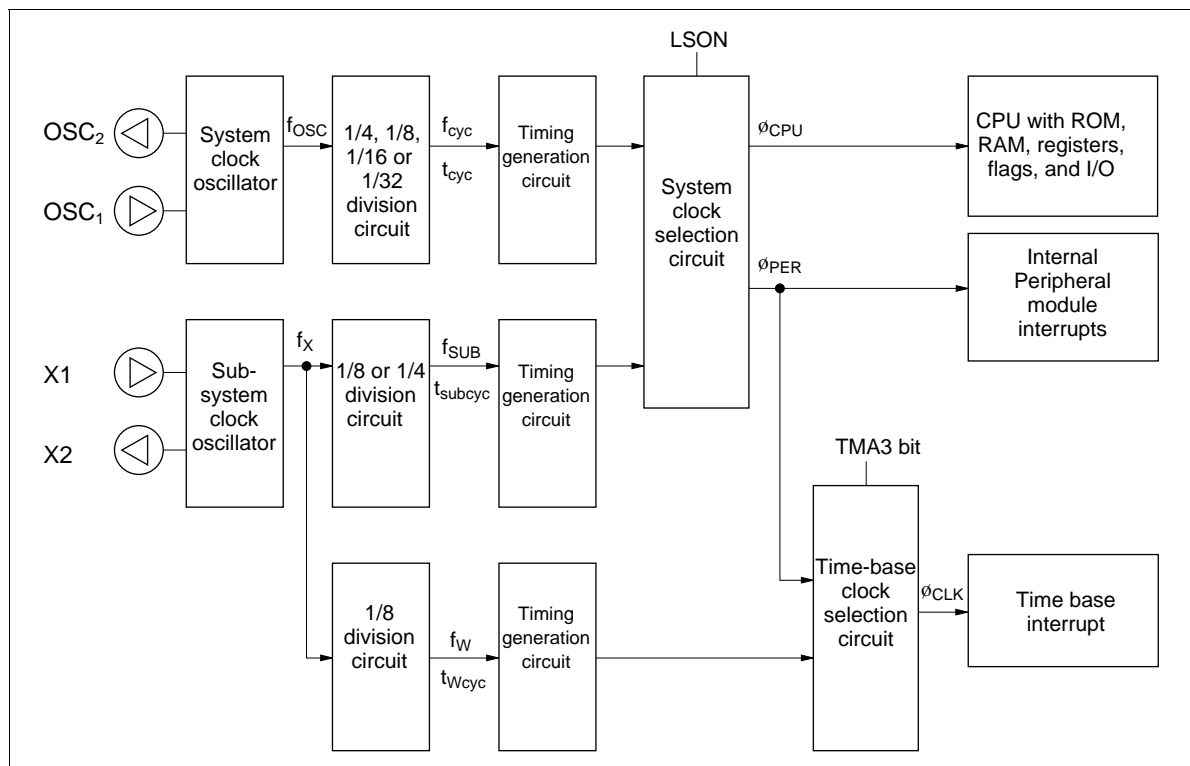 LSON
OSC2
OSC1
System
clock
oscillator
fOSC
1/4, 1/8,
1/16 or
1/32
division
circuit
fcyc
tcyc
Timing
generation
circuit
System
clock
selection
circuit
øCPU
CPU with ROM,
RAM, registers,
flags, and I/O
øPER
Internal
Peripheral
module
interrupts
X1
X2
Sub-
system
clock
oscillator
fX
1/8 or 1/4
division
circuit
fSUB
tsubcyc
Timing
generation
circuit
TMA3 bit
1/8
division
circuit
fW
tWcyc
Timing
generation
circuit
Time-base
clock
selection
circuit
øCLK
Time base
interrupt